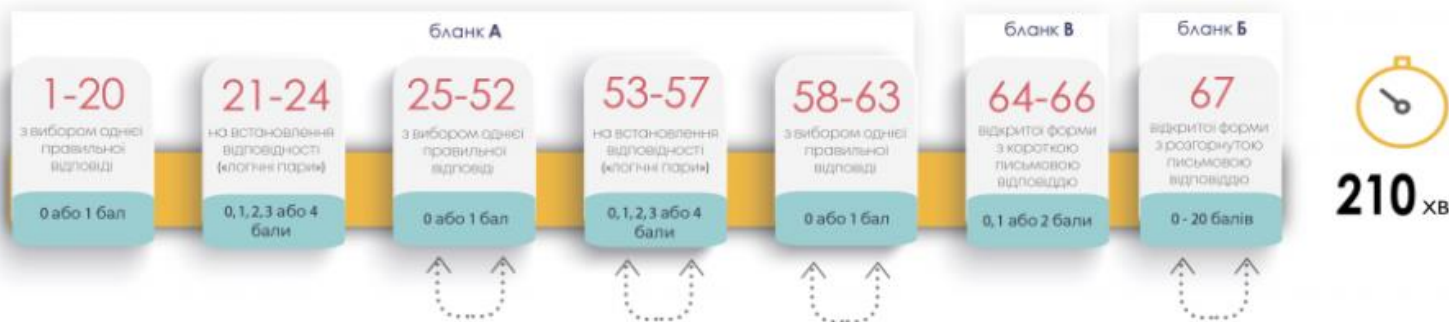 бланк А
бланк В
бланк Б
1-20
з вибором однієї
правильної
відповіді
0 або 1 бал
21-24
на встановлення
відповідності
(«логічні пари»)
0, 1, 2, 3 або 4
бали
25-52
з вибором однієї
правильної
відповіді
0 або 1 бал
53-57
на встановлення
відповідності
(«логічні пари»)
0, 1, 2, 3 або 4
бали
58-63
з вибором однієї
правильної
відповіді
0 або 1 бал
64-66
відкритої форми
з короткою
письмовою
відповіддю
0, 1 або 2 бали
67
відкритої форми
з розгорнутою
письмовою
відповіддю
0 - 20 балів
210 хв